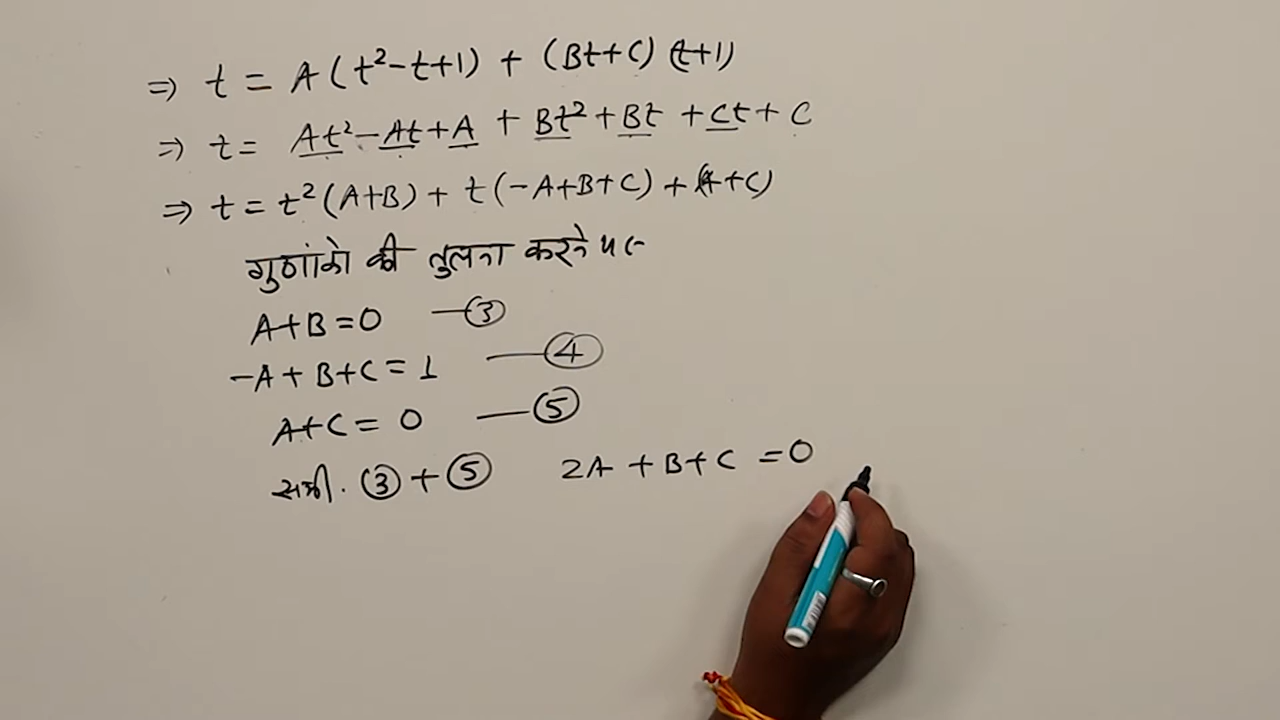 ⇒ t = A(t²-t+1) + (Bt+C)(t+1)
⇒ t = At²-At+A + Bt²+Bt +Ct+C
⇒ t = t²(A+B) + t(-A+B+C) + (A+C)
गुणांको की तुलना करने पर
A+B=0 —③
-A+B+C=1 —④
A+C=0 —⑤
समी. ③+⑤ 2A+B+C=0